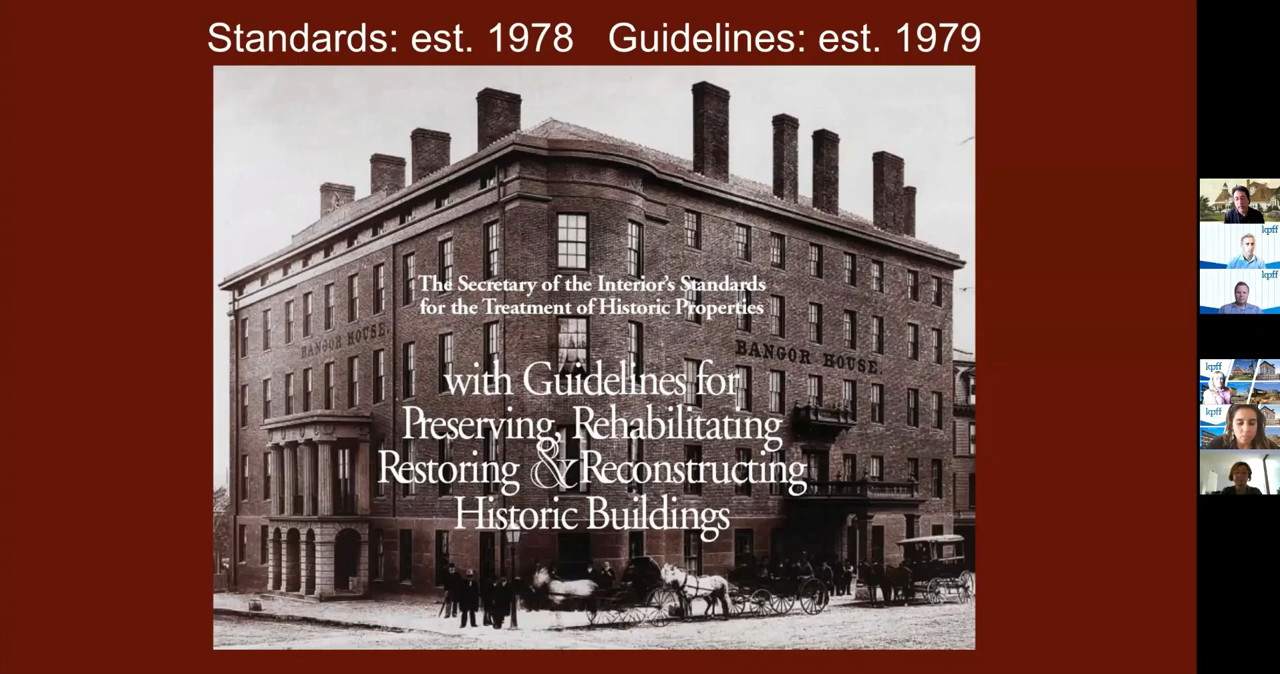 Standards: est. 1978 Guidelines: est. 1979
The Secretary of the Interior's Standards
for the Treatment of Historic Properties
BANGOR HOUSE.
BANGOR HOUSE.
with Guidelines for
Preserving, Rehabilitating
Restoring & Reconstructing
Historic Buildings
kpff
kpff
kpff
kpff